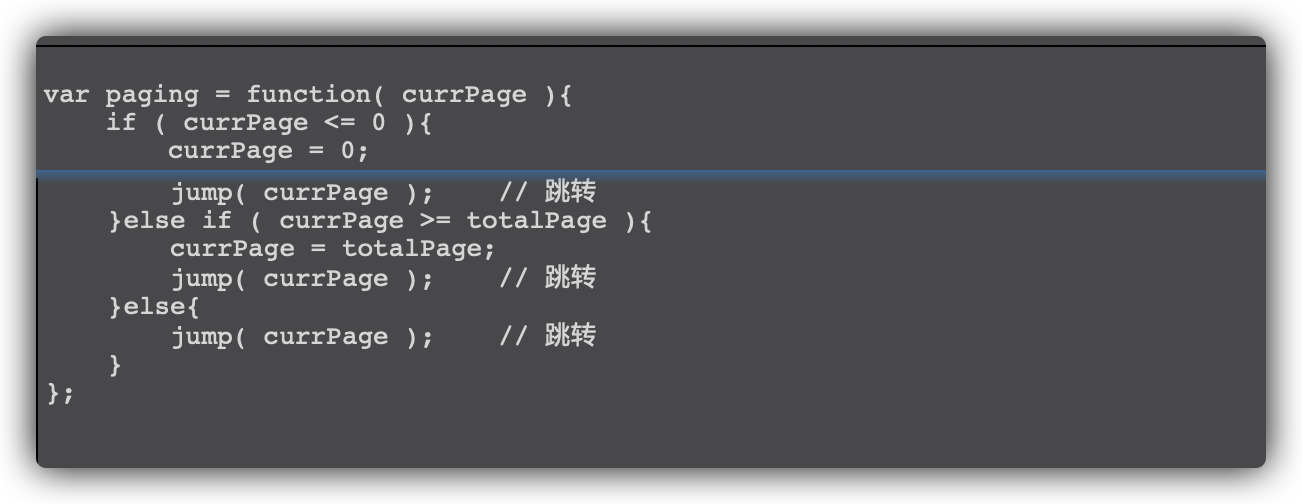 var paging = function( currPage ){
    if ( currPage <= 0 ){
        currPage = 0;
        jump( currPage );    // 跳转
    }else if ( currPage >= totalPage ){
        currPage = totalPage;
        jump( currPage );    // 跳转
    }else{
        jump( currPage );    // 跳转
    }
};